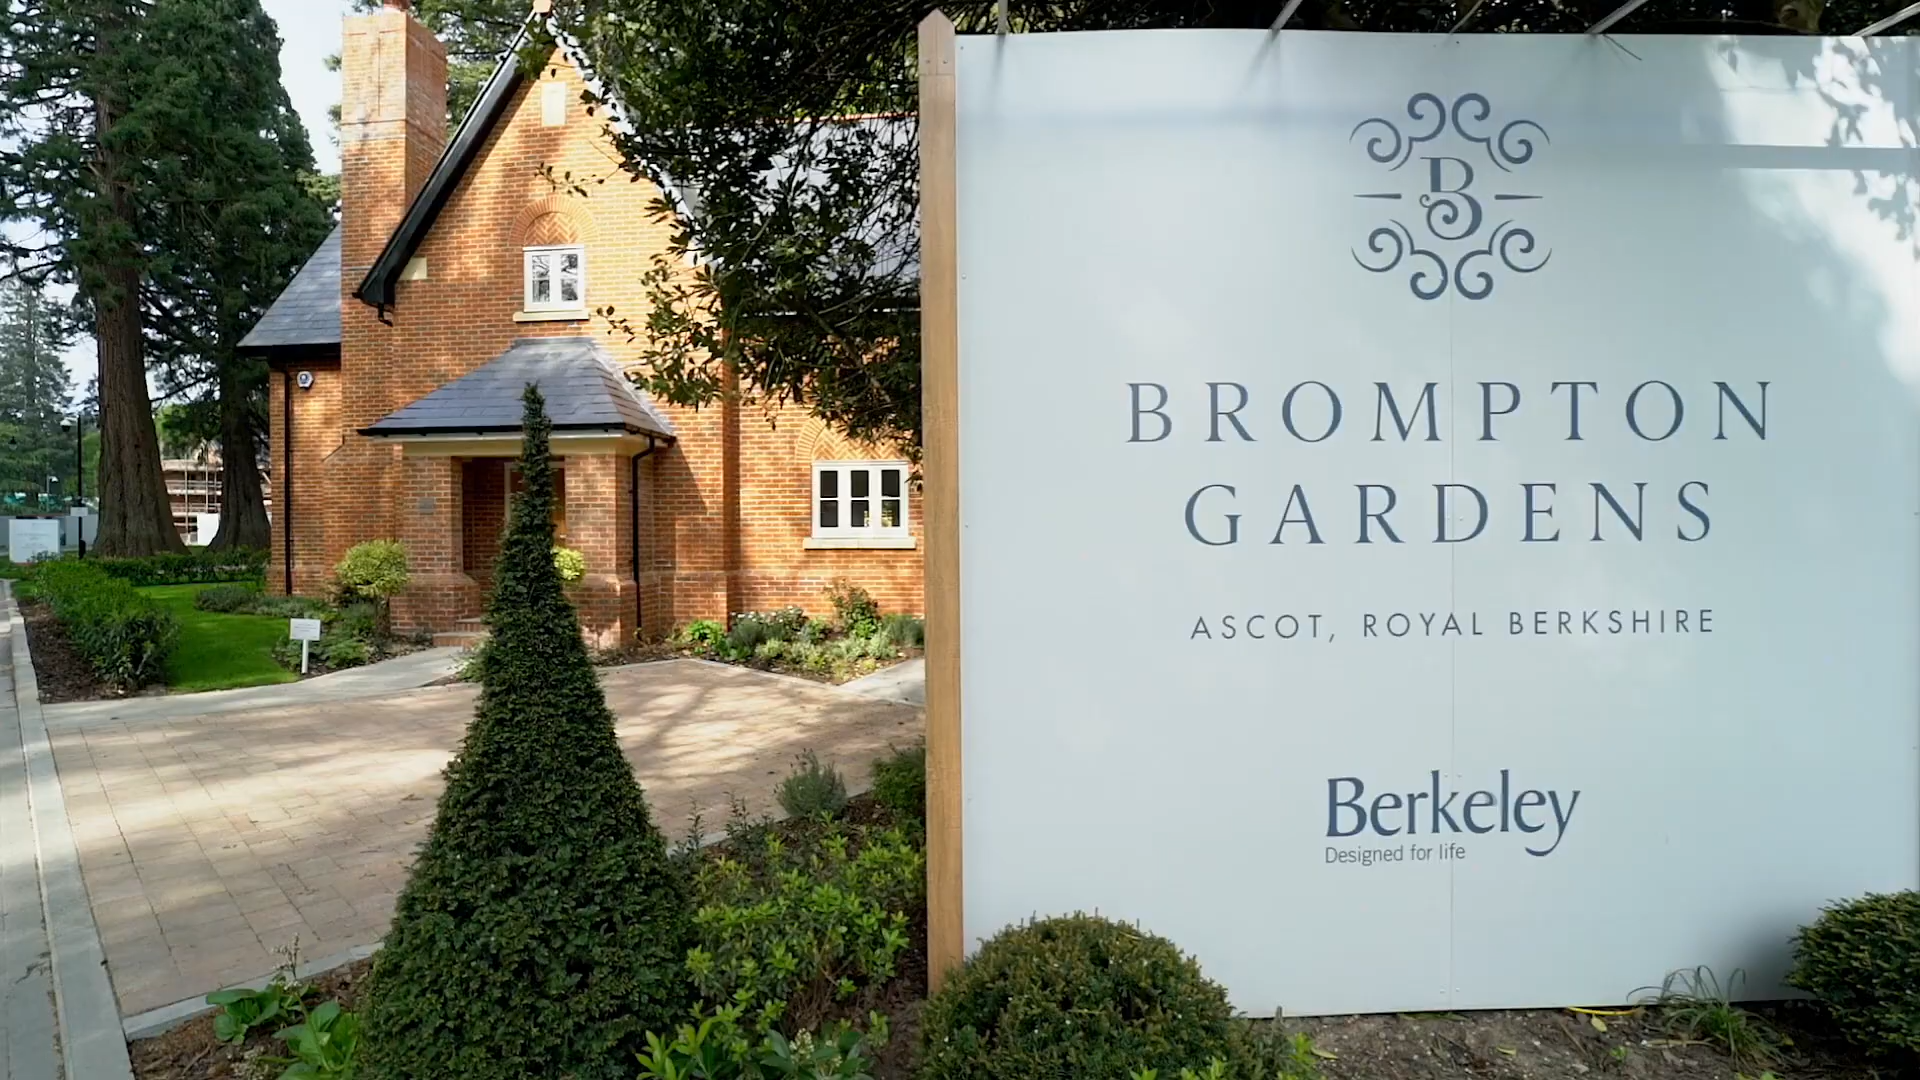 B
BROMPTON
GARDENS
ASCOT, ROYAL BERKSHIRE
Berkeley
Designed for life